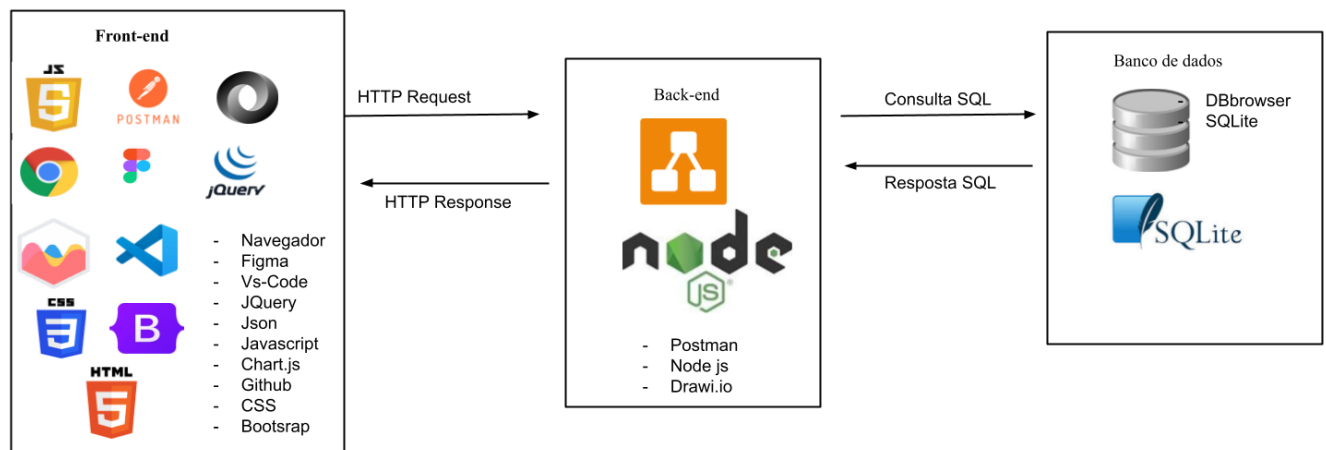 Front-end
JS
POSTMAN
jQuery
CSS
B
HTML
- Navegador
- Figma
- Vs-Code
- JQuery
- Json
- Javascript
- Chart.js
- Github
- CSS
- Bootsrap
HTTP Request
HTTP Response
Back-end
node
JS
- Postman
- Node js
- Drawi.io
Consulta SQL
Resposta SQL
Banco de dados
DBbrowser
SQLite
SQLite